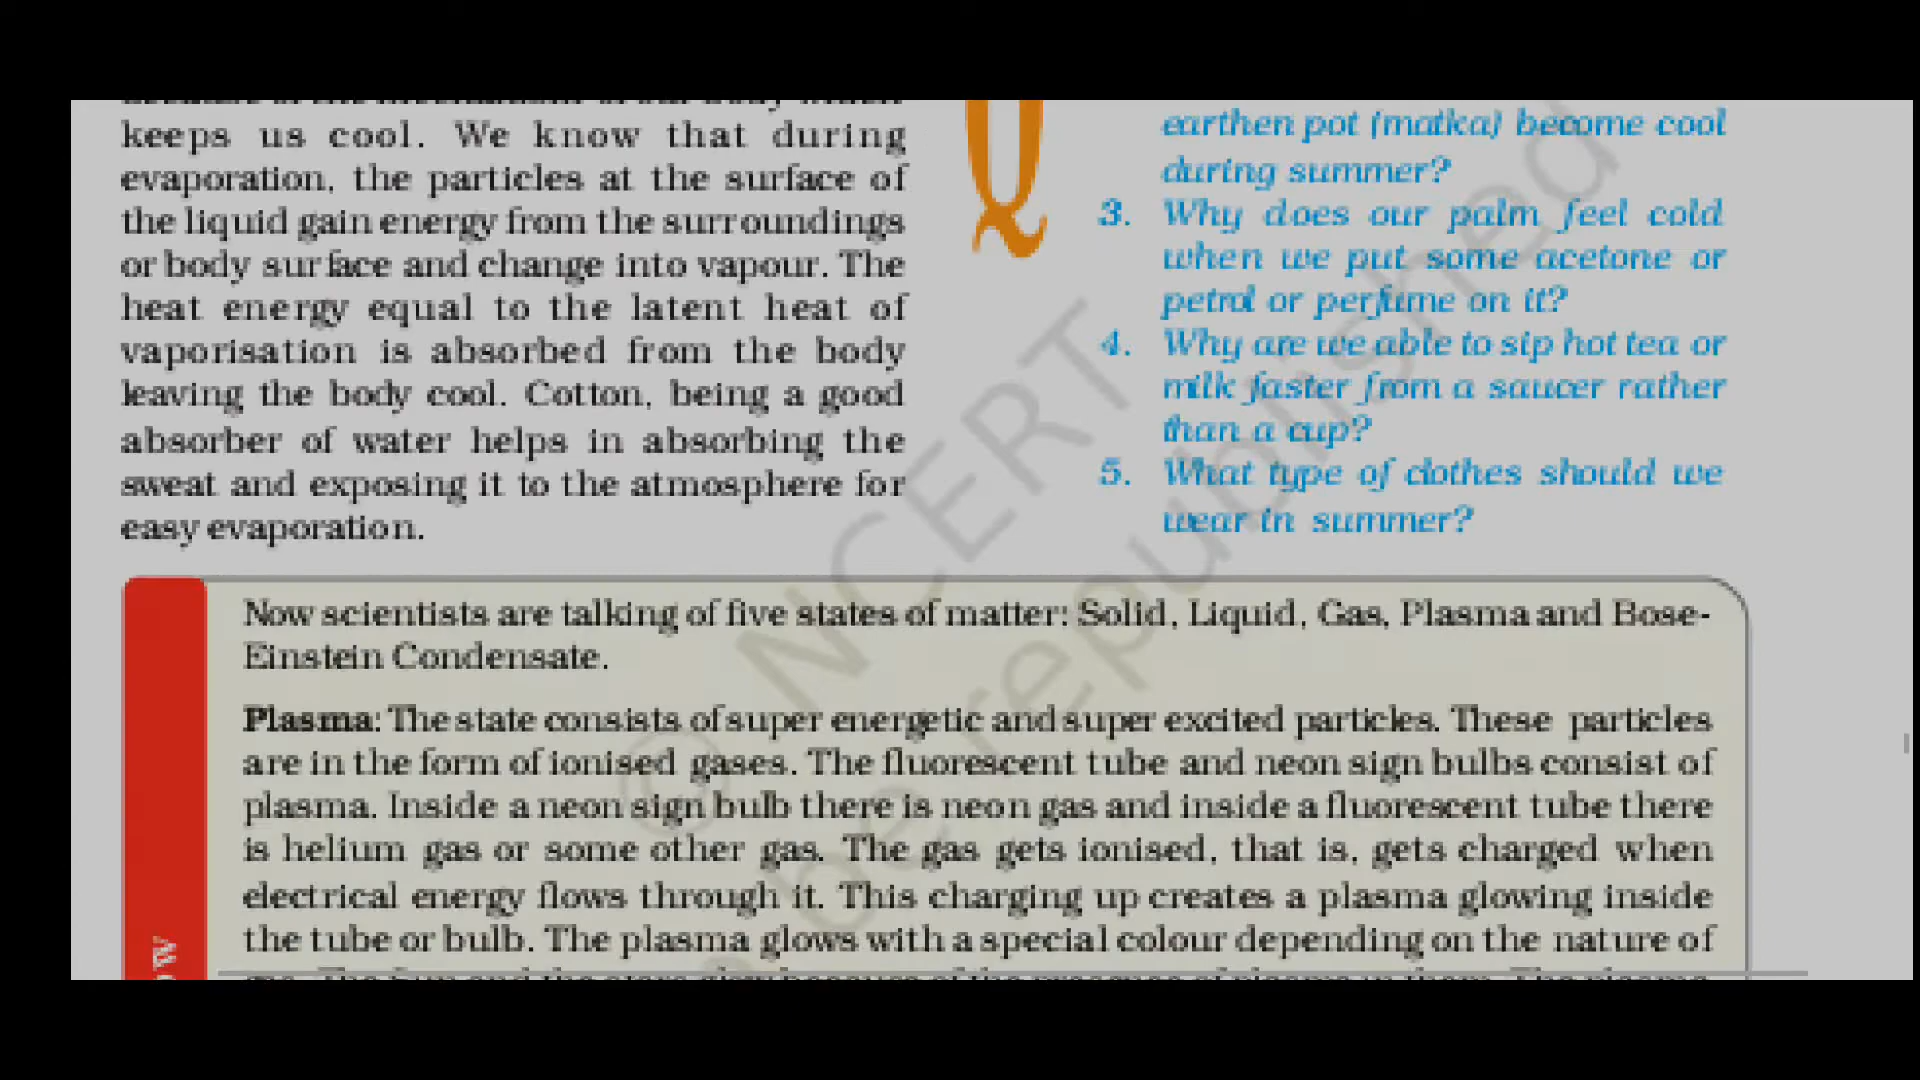 keeps us cool. We know that during
evaporation, the particles at the surface of
the liquid gain energy from the surroundings
or body surface and change into vapour. The
heat energy equal to the latent heat of
vaporisation is absorbed from the body
leaving the body cool. Cotton, being a good
absorber of water helps in absorbing the
sweat and exposing it to the atmosphere for
easy evaporation.
Q
earthen pot (matka) become cool
during summer?
3. Why does our palm feel cold
when we put some acetone or
petrol or perfume on it?
4. Why are we able to sip hot tea or
milk faster from a saucer rather
than a cup?
5. What type of clothes should we
wear in summer?
Now scientists are talking of five states of matter: Solid, Liquid, Gas, Plasma and Bose-
Einstein Condensate.
Plasma: The state consists of super energetic and super excited particles. These particles
are in the form of ionised gases. The fluorescent tube and neon sign bulbs consist of
plasma. Inside a neon sign bulb there is neon gas and inside a fluorescent tube there
is helium gas or some other gas. The gas gets ionised, that is, gets charged when
electrical energy flows through it. This charging up creates a plasma glowing inside
the tube or bulb. The plasma glows with a special colour depending on the nature of
© NCERT
be republished